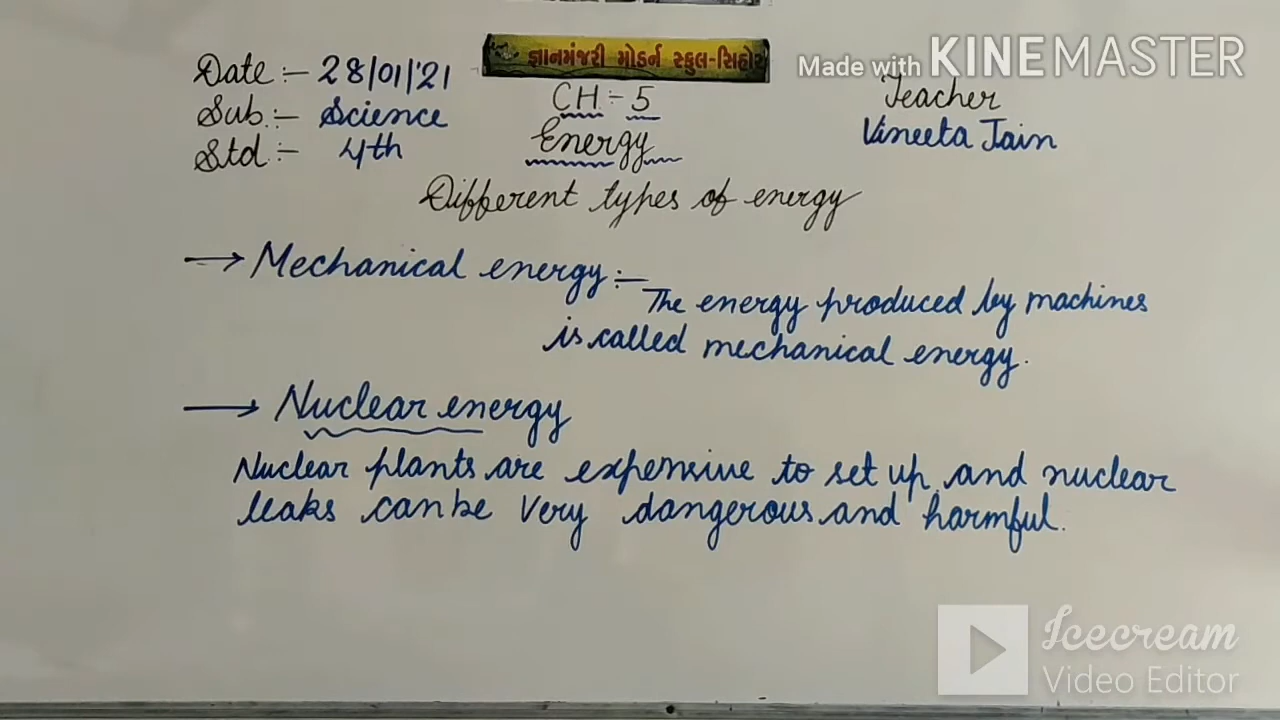 જ્ઞાનમંજરી મોડર્ન સ્કુલ-સિહોર
Made with KINEMASTER
Date :- 28/01/'21
CH :- 5
Teacher
Sub :- Science
Energy
Vineeta Jain
Std :- 4th
Different types of energy
→ Mechanical energy :-
The energy produced by machines
is called mechanical energy.
→ Nuclear energy
Nuclear plants are expensive to set up and nuclear
leaks can be very dangerous and harmful.
Icecream
Video Editor